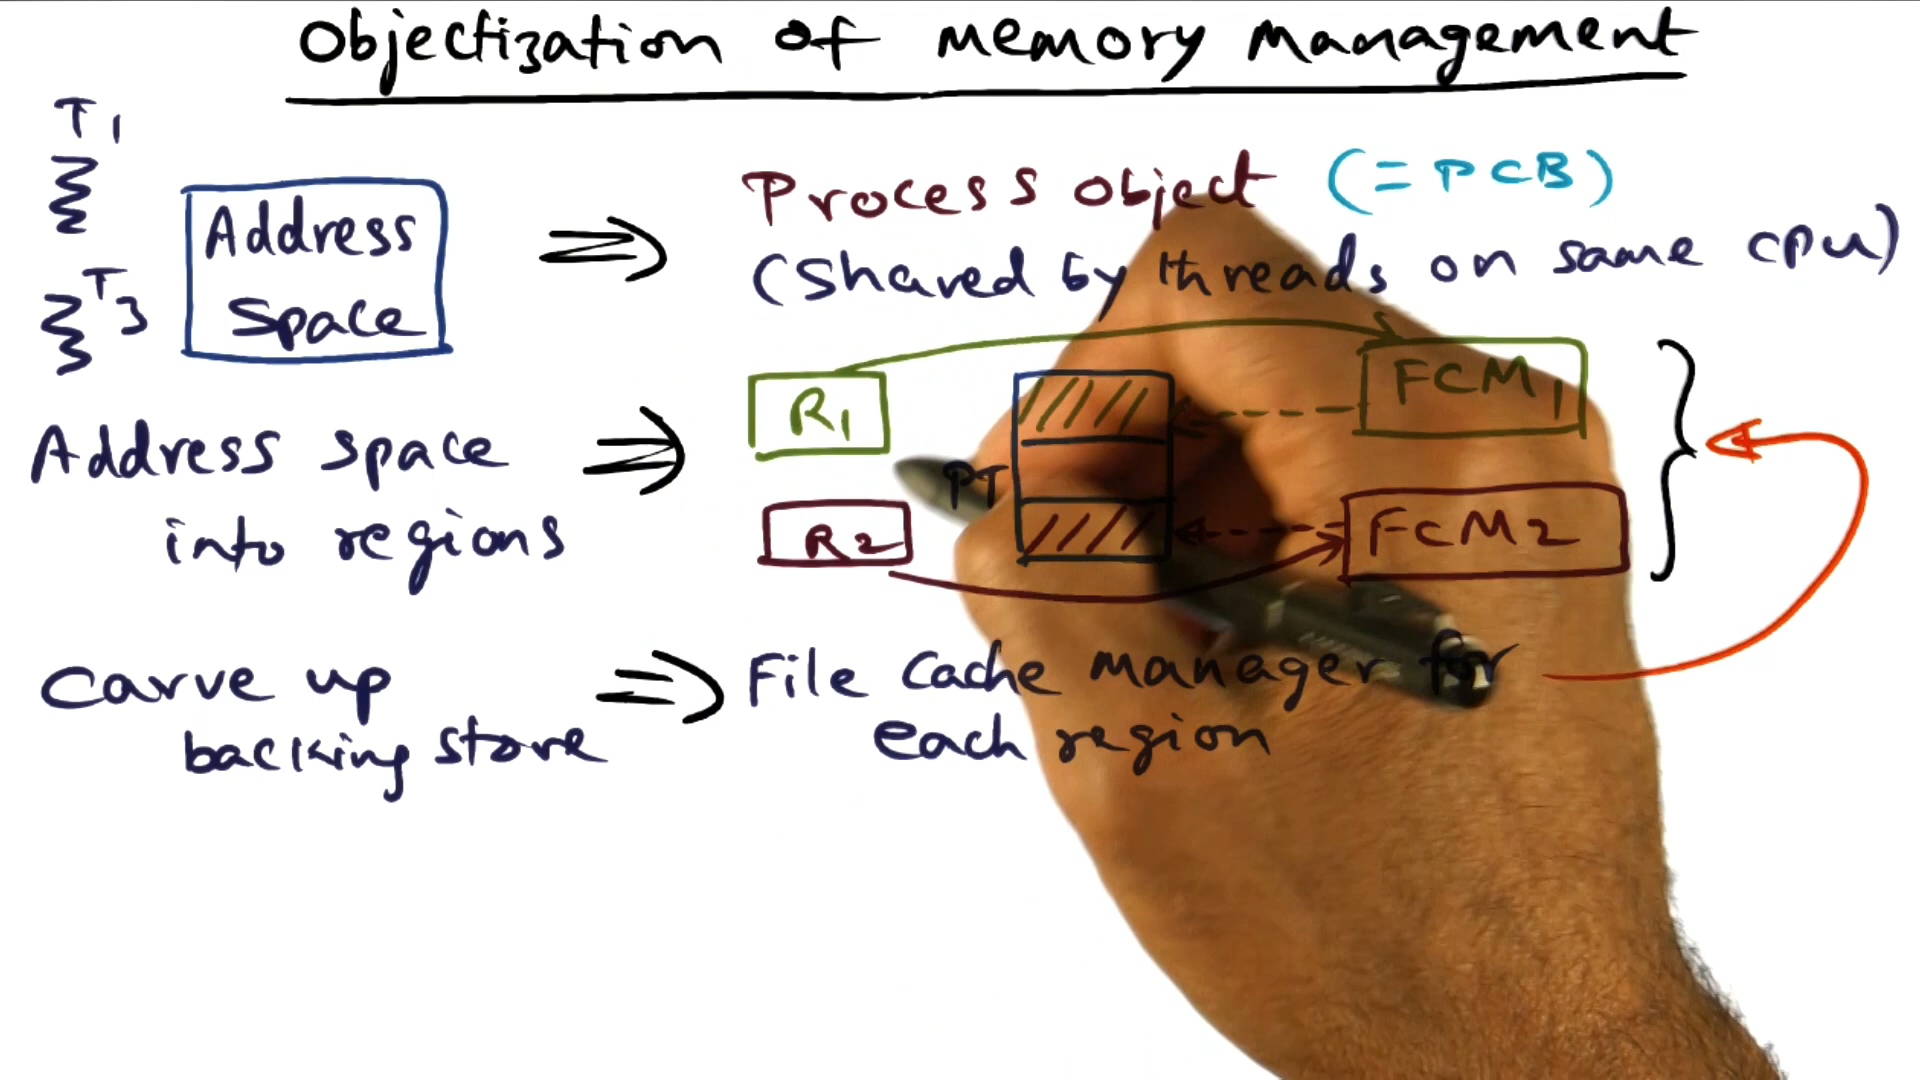 Objectization of memory management
T1
Address
Space
T3
Process object (= PCB)
(Shared by threads on same cpu)
Address space
into regions
R1
PT
FCM1
R2
FCM2
Carve up
backing store
File cache manager for
each region